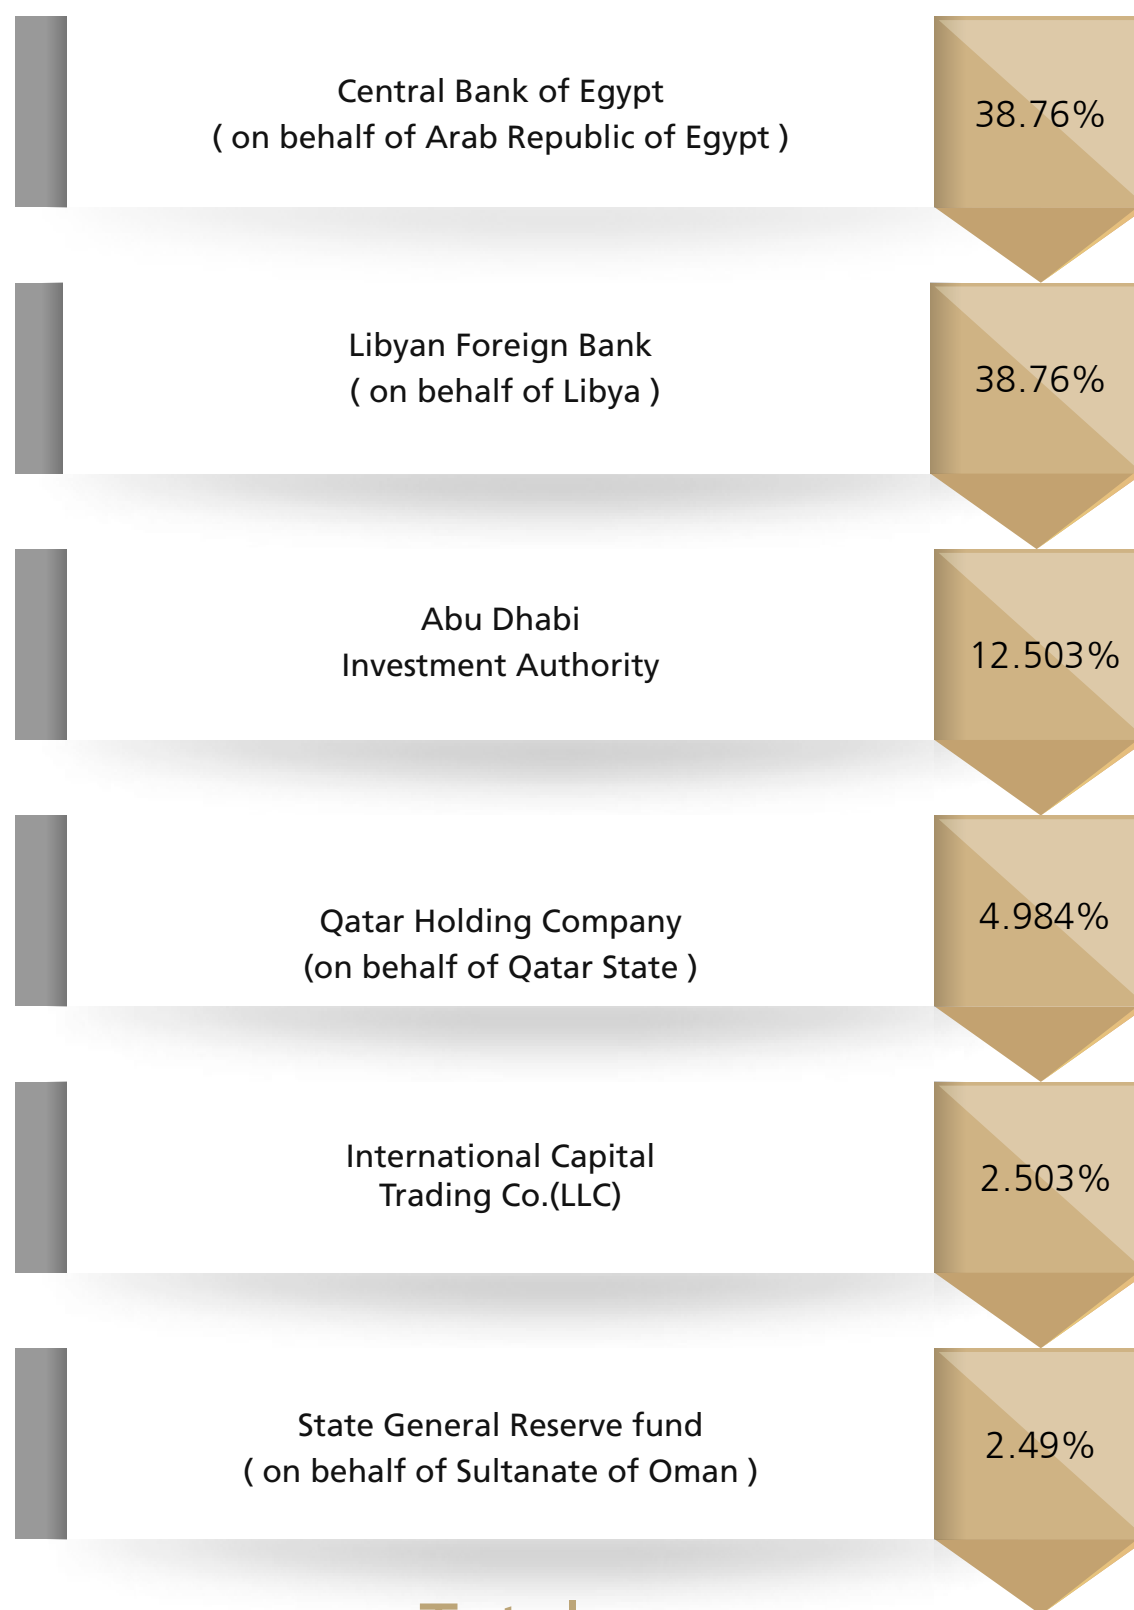 Central Bank of Egypt
( on behalf of Arab Republic of Egypt )
38.76%
Libyan Foreign Bank
( on behalf of Libya )
38.76%
Abu Dhabi
Investment Authority
12.503%
Qatar Holding Company
(on behalf of Qatar State )
4.984%
International Capital
Trading Co.(LLC)
2.503%
State General Reserve fund
( on behalf of Sultanate of Oman )
2.49%